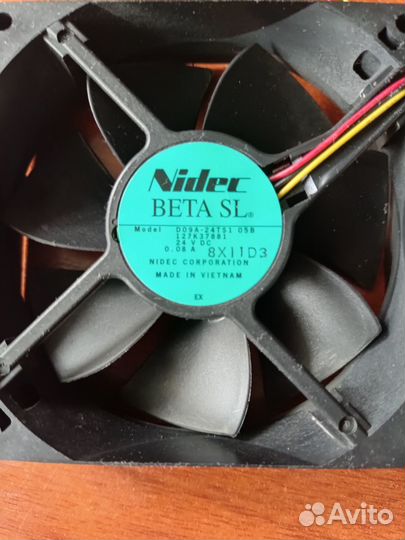 Nidec
BETA SL®
Model D09A-24TS1 05B
127K37881
24 V DC
0.08 A 8X11D3
NIDEC CORPORATION
MADE IN VIETNAM
EX
Avito